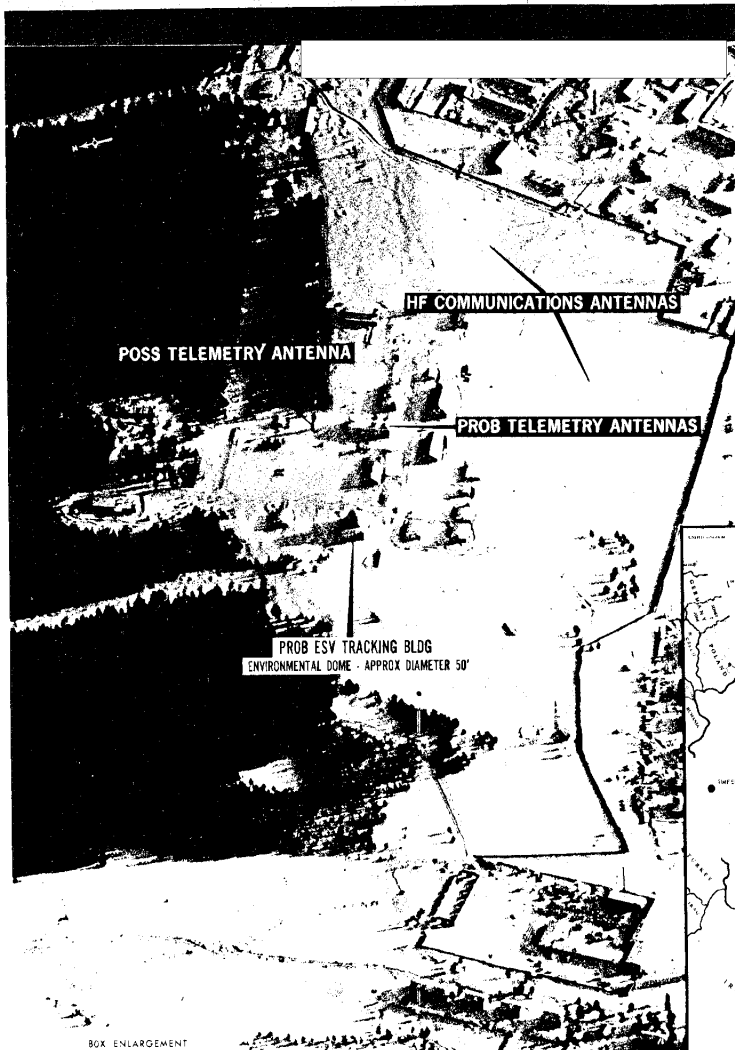 HF COMMUNICATIONS ANTENNAS
POSS TELEMETRY ANTENNA
PROB TELEMETRY ANTENNAS
PROB ESV TRACKING BLDG
ENVIRONMENTAL DOME - APPROX DIAMETER 50'
POLAND
BOX ENLARGEMENT